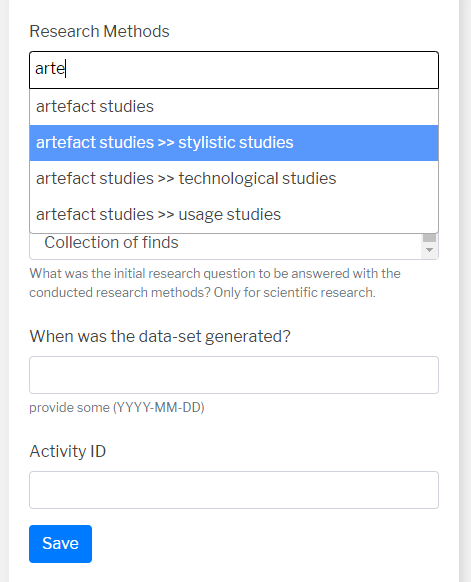 Research Methods
arte
artefact studies
artefact studies >> stylistic studies
artefact studies >> technological studies
artefact studies >> usage studies
Collection of finds
What was the initial research question to be answered with the
conducted research methods? Only for scientific research.
When was the data-set generated?
provide some (YYYY-MM-DD)
Activity ID
Save